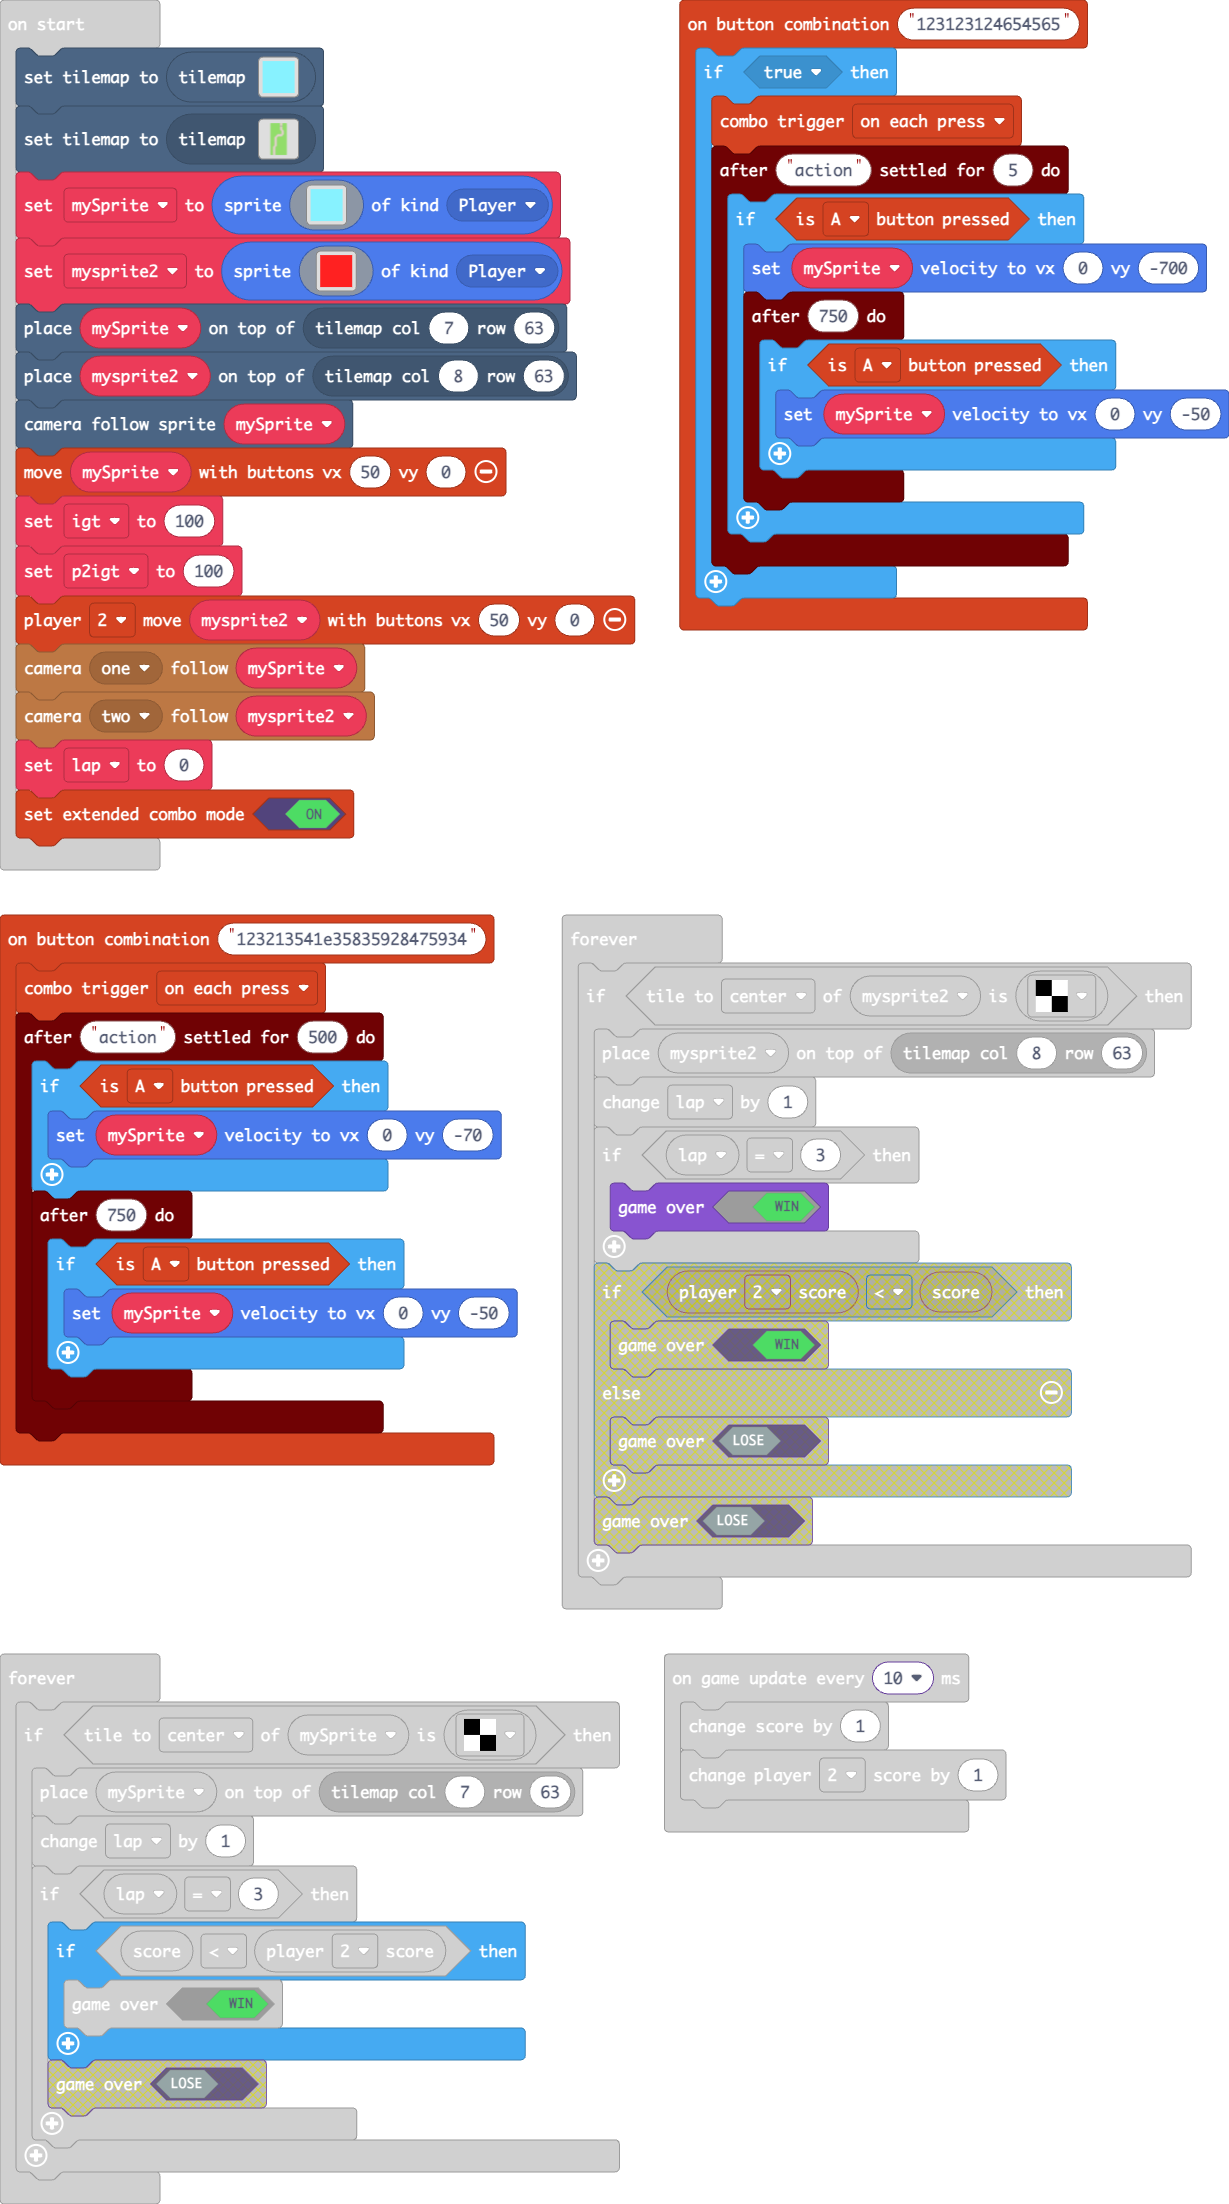 on start
set tilemap to tilemap
set tilemap to tilemap
set mySprite to sprite of kind Player
set mysprite2 to sprite of kind Player
place mySprite on top of tilemap col 7 row 63
place mysprite2 on top of tilemap col 8 row 63
camera follow sprite mySprite
move mySprite with buttons vx 50 vy 0
set igt to 100
set p2igt to 100
player 2 move mysprite2 with buttons vx 50 vy 0
camera one follow mySprite
camera two follow mysprite2
set lap to 0
set extended combo mode ON
on button combination "123123124654565"
if true then
combo trigger on each press
after "action" settled for 5 do
if is A button pressed then
set mySprite velocity to vx 0 vy -700
after 750 do
if is A button pressed then
set mySprite velocity to vx 0 vy -50
on button combination "123213541e35835928475934"
combo trigger on each press
after "action" settled for 500 do
if is A button pressed then
set mySprite velocity to vx 0 vy -70
after 750 do
if is A button pressed then
set mySprite velocity to vx 0 vy -50
forever
if tile to center of mysprite2 is then
place mysprite2 on top of tilemap col 8 row 63
change lap by 1
if lap = 3 then
game over WIN
if player 2 score < score then
game over WIN
else
game over LOSE
game over LOSE
forever
if tile to center of mySprite is then
place mySprite on top of tilemap col 7 row 63
change lap by 1
if lap = 3 then
if score < player 2 score then
game over WIN
game over LOSE
on game update every 10 ms
change score by 1
change player 2 score by 1